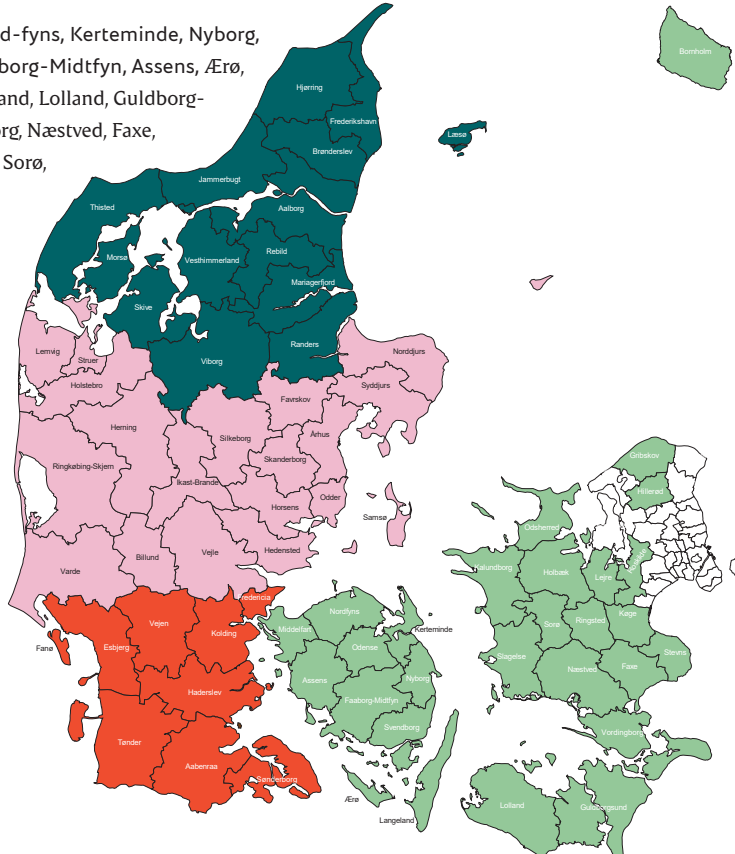 d-fyns, Kerteminde, Nyborg,
borg-Midtfyn, Assens, Ærø,
and, Lolland, Guldborg-
rg, Næstved, Faxe,
Sorø,
Bornholm
Hjørring
Frederikshavn
Læsø
Brønderslev
Jammerbugt
Thisted
Aalborg
Morsø
Vesthimmerland
Rebild
Mariagerfjord
Skive
Randers
Viborg
Lemvig
Struer
Norddjurs
Holstebro
Syddjurs
Favrskov
Herning
Silkeborg
Århus
Skanderborg
Ringkøbing-Skjern
Ikast-Brande
Odder
Horsens
Samsø
Hedensted
Vejle
Billund
Varde
Gribskov
Hillerød
Odsherred
Kalundborg
Holbæk
Lejre
Roskilde
Fredericia
Vejen
Kolding
Nordfyns
Middelfart
Kerteminde
Fanø
Esbjerg
Odense
Sorø
Ringsted
Køge
Slagelse
Næstved
Faxe
Stevns
Haderslev
Assens
Nyborg
Faaborg-Midtfyn
Svendborg
Vordingborg
Tønder
Aabenraa
Sønderborg
Ærø
Langeland
Lolland
Guldborgsund